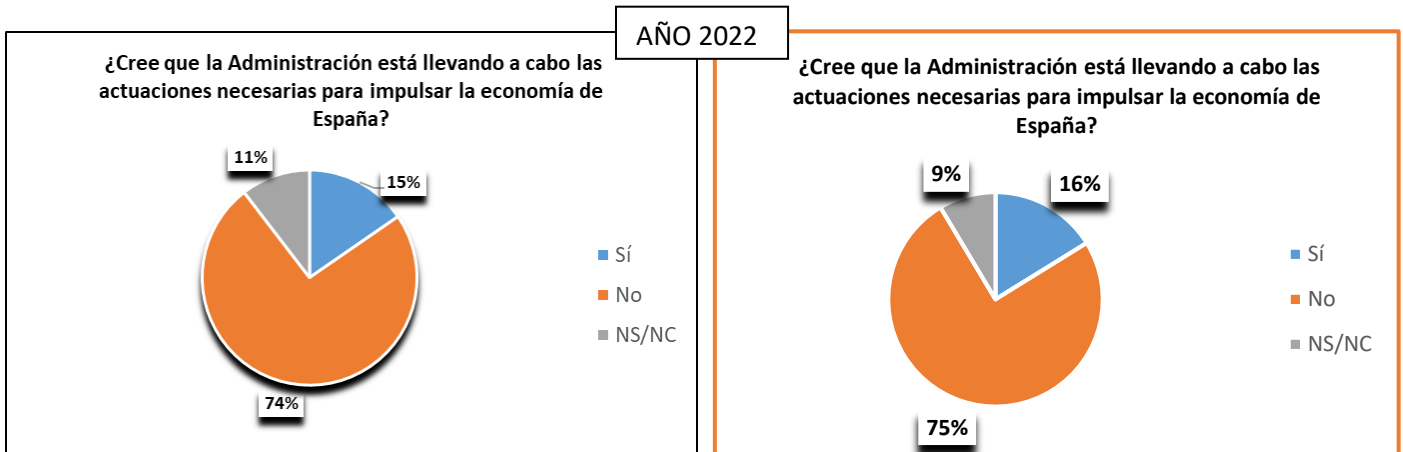 AÑO 2022
¿Cree que la Administración está llevando a cabo las
actuaciones necesarias para impulsar la economía de
España?
11%
15%
Sí
No
NS/NC
74%
¿Cree que la Administración está llevando a cabo las
actuaciones necesarias para impulsar la economía de
España?
9%
16%
Sí
No
NS/NC
75%